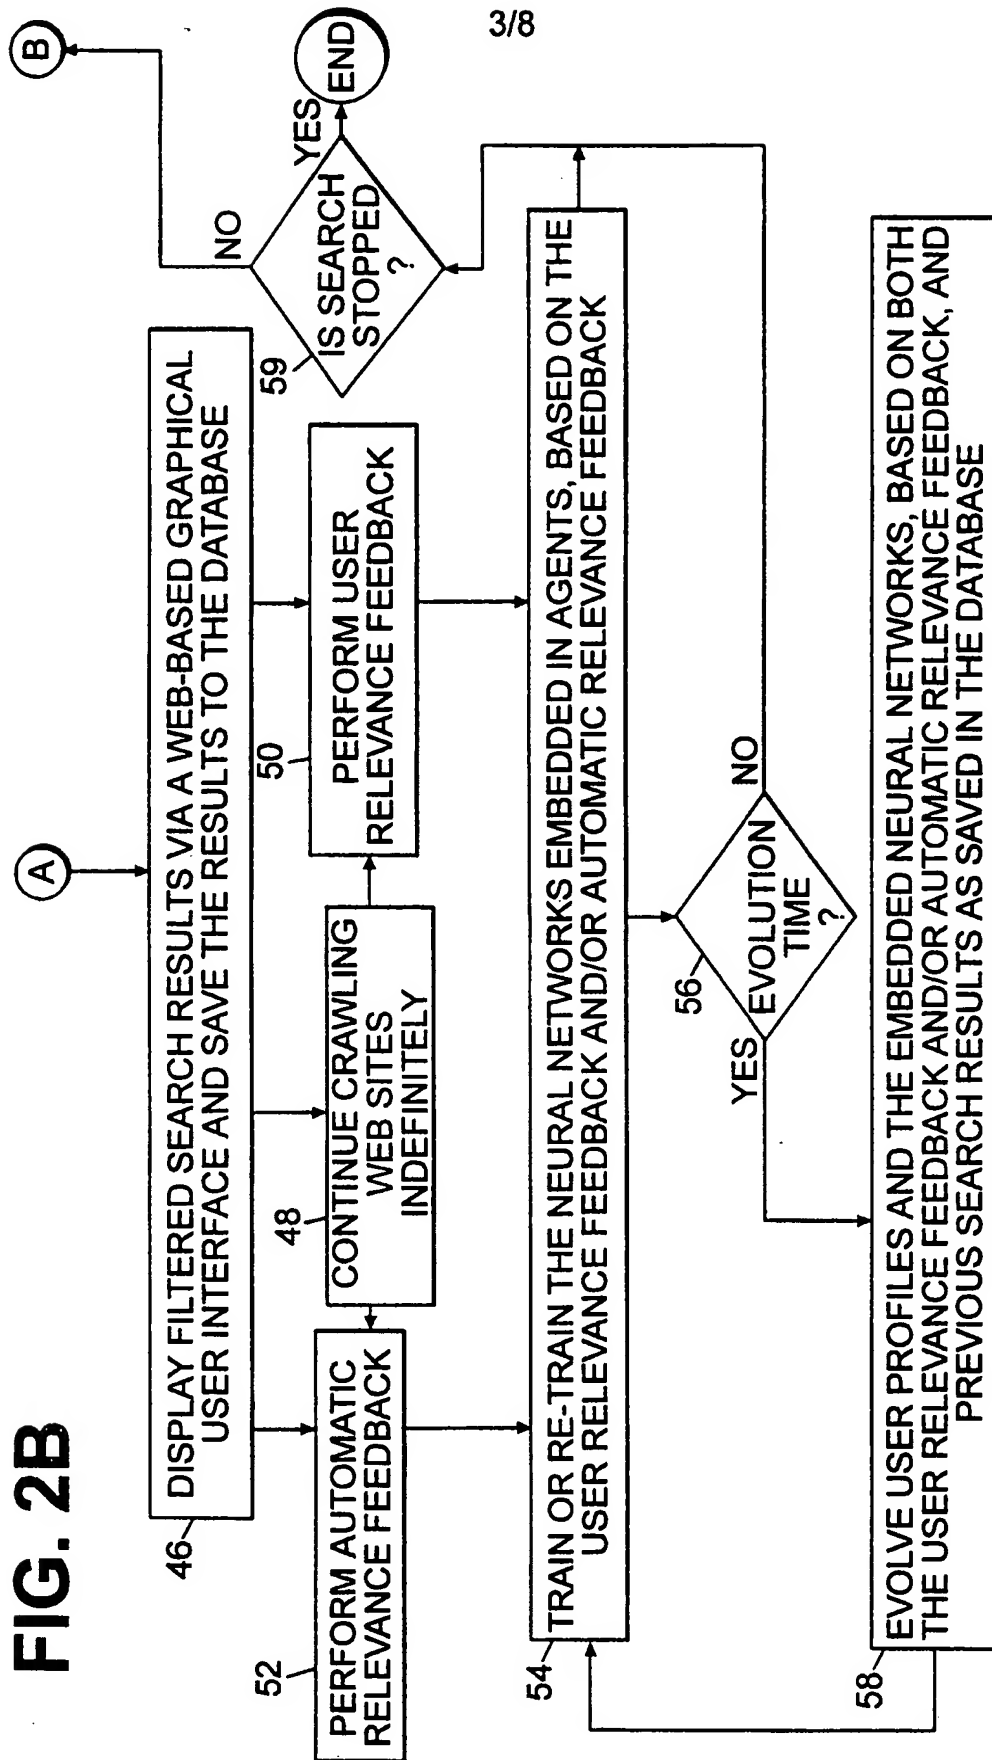 3/8
FIG. 2B
A
46
DISPLAY FILTERED SEARCH RESULTS VIA A WEB-BASED GRAPHICAL
USER INTERFACE AND SAVE THE RESULTS TO THE DATABASE
52
PERFORM AUTOMATIC
RELEVANCE FEEDBACK
48
CONTINUE CRAWLING
WEB SITES
INDEFINITELY
50
PERFORM USER
RELEVANCE FEEDBACK
59
IS SEARCH
STOPPED
?
NO
B
YES
END
54
TRAIN OR RE-TRAIN THE NEURAL NETWORKS EMBEDDED IN AGENTS, BASED ON THE
USER RELEVANCE FEEDBACK AND/OR AUTOMATIC RELEVANCE FEEDBACK
56
EVOLUTION
TIME
?
YES
NO
58
EVOLVE USER PROFILES AND THE EMBEDDED NEURAL NETWORKS, BASED ON BOTH
THE USER RELEVANCE FEEDBACK AND/OR AUTOMATIC RELEVANCE FEEDBACK, AND
PREVIOUS SEARCH RESULTS AS SAVED IN THE DATABASE